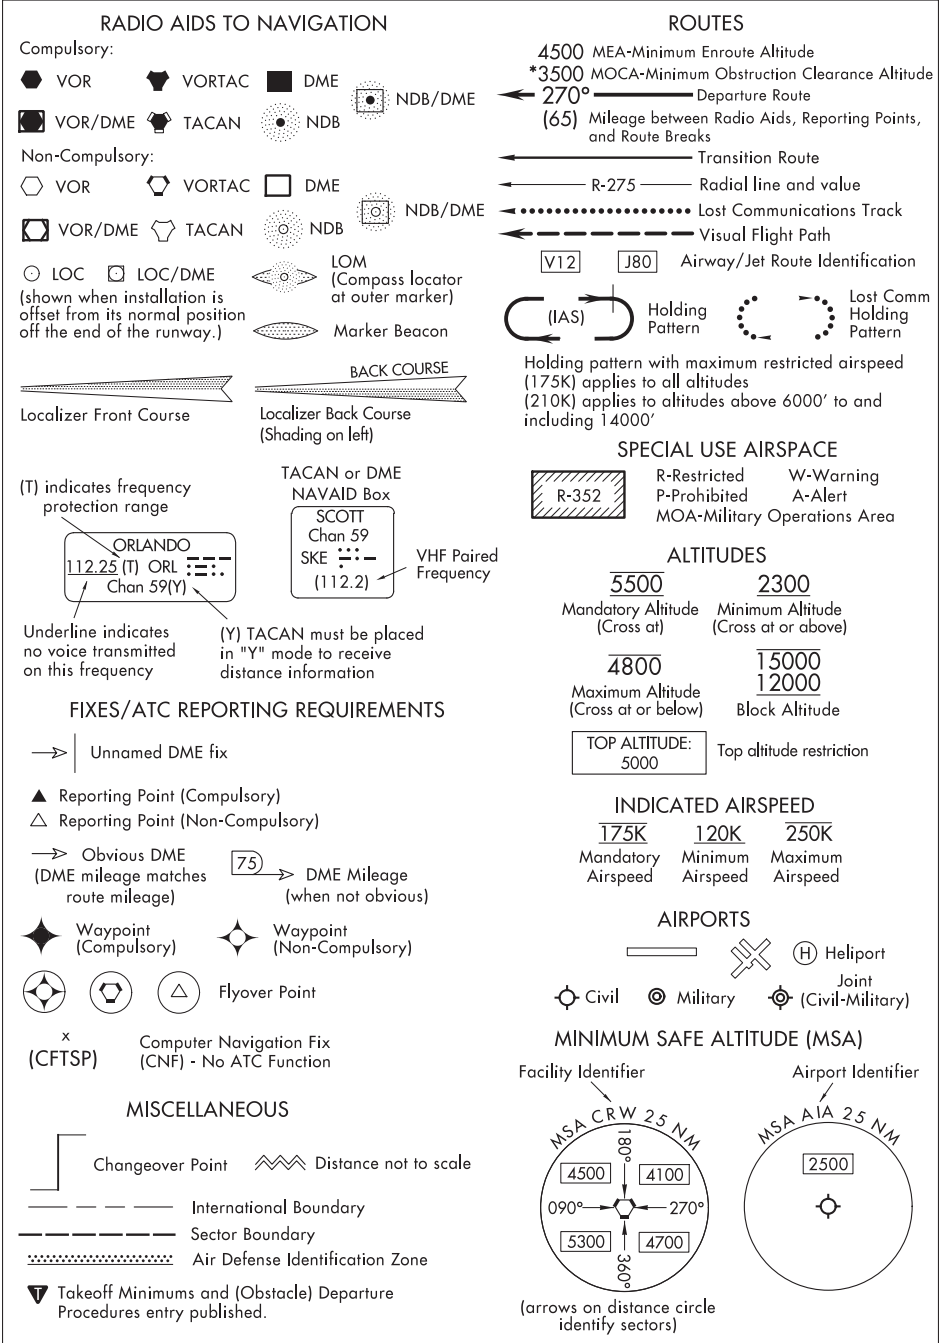 RADIO AIDS TO NAVIGATION
Compulsory:
VOR
VORTAC
DME
NDB/DME
VOR/DME
TACAN
NDB
Non-Compulsory:
VOR
VORTAC
DME
NDB/DME
VOR/DME
TACAN
NDB
LOC
LOC/DME
(shown when installation is
offset from its normal position
off the end of the runway.)
LOM
(Compass locator
at outer marker)
Marker Beacon
Localizer Front Course
BACK COURSE
Localizer Back Course
(Shading on left)
(T) indicates frequency
protection range
ORLANDO
112.25 (T) ORL
Chan 59(Y)
Underline indicates
no voice transmitted
on this frequency
(Y) TACAN must be placed
in "Y" mode to receive
distance information
TACAN or DME
NAVAID Box
SCOTT
Chan 59
SKE
(112.2)
VHF Paired
Frequency
FIXES/ATC REPORTING REQUIREMENTS
Unnamed DME fix
Reporting Point (Compulsory)
Reporting Point (Non-Compulsory)
Obvious DME
(DME mileage matches
route mileage)
75
DME Mileage
(when not obvious)
Waypoint
(Compulsory)
Waypoint
(Non-Compulsory)
Flyover Point
x
(CFTSP)
Computer Navigation Fix
(CNF) - No ATC Function
MISCELLANEOUS
Changeover Point
Distance not to scale
International Boundary
Sector Boundary
Air Defense Identification Zone
T
Takeoff Minimums and (Obstacle) Departure
Procedures entry published.
ROUTES
4500 MEA-Minimum Enroute Altitude
*3500 MOCA-Minimum Obstruction Clearance Altitude
270° Departure Route
(65) Mileage between Radio Aids, Reporting Points,
and Route Breaks
Transition Route
R-275 Radial line and value
Lost Communications Track
Visual Flight Path
V12
J80
Airway/Jet Route Identification
(IAS)
Holding
Pattern
Lost Comm
Holding
Pattern
Holding pattern with maximum restricted airspeed
(175K) applies to all altitudes
(210K) applies to altitudes above 6000' to and
including 14000'
SPECIAL USE AIRSPACE
R-352
R-Restricted W-Warning
P-Prohibited A-Alert
MOA-Military Operations Area
ALTITUDES
5500
Mandatory Altitude
(Cross at)
2300
Minimum Altitude
(Cross at or above)
4800
Maximum Altitude
(Cross at or below)
15000
12000
Block Altitude
TOP ALTITUDE:
5000
Top altitude restriction
INDICATED AIRSPEED
175K
Mandatory
Airspeed
120K
Minimum
Airspeed
250K
Maximum
Airspeed
AIRPORTS
H
Heliport
Civil
Military
Joint
(Civil-Military)
MINIMUM SAFE ALTITUDE (MSA)
Facility Identifier
MSA CRW 25 NM
180°
4500
4100
090°
270°
5300
4700
360°
(arrows on distance circle
identify sectors)
Airport Identifier
MSA AIA 25 NM
2500